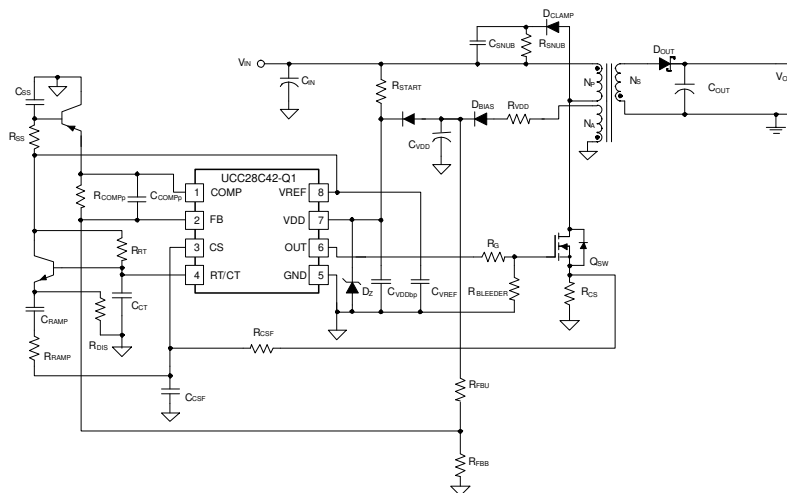 DCLAMP
CSNUB
RSNUB
VIN
CIN
RSTART
NP
NS
DOUT
COUT
DBIAS
RVDD
NA
CVDD
CSS
RSS
RCOMPp
CCOMPp
UCC28C42-Q1
1 COMP VREF 8
2 FB VDD 7
3 CS OUT 6
4 RT/CT GND 5
RRT
CCT
CRAMP
RDIS
RRAMP
DZ
CVDDbp
CVREF
RG
RBLEEDER
QSW
RCS
RCSF
CCSF
RFBU
RFBB